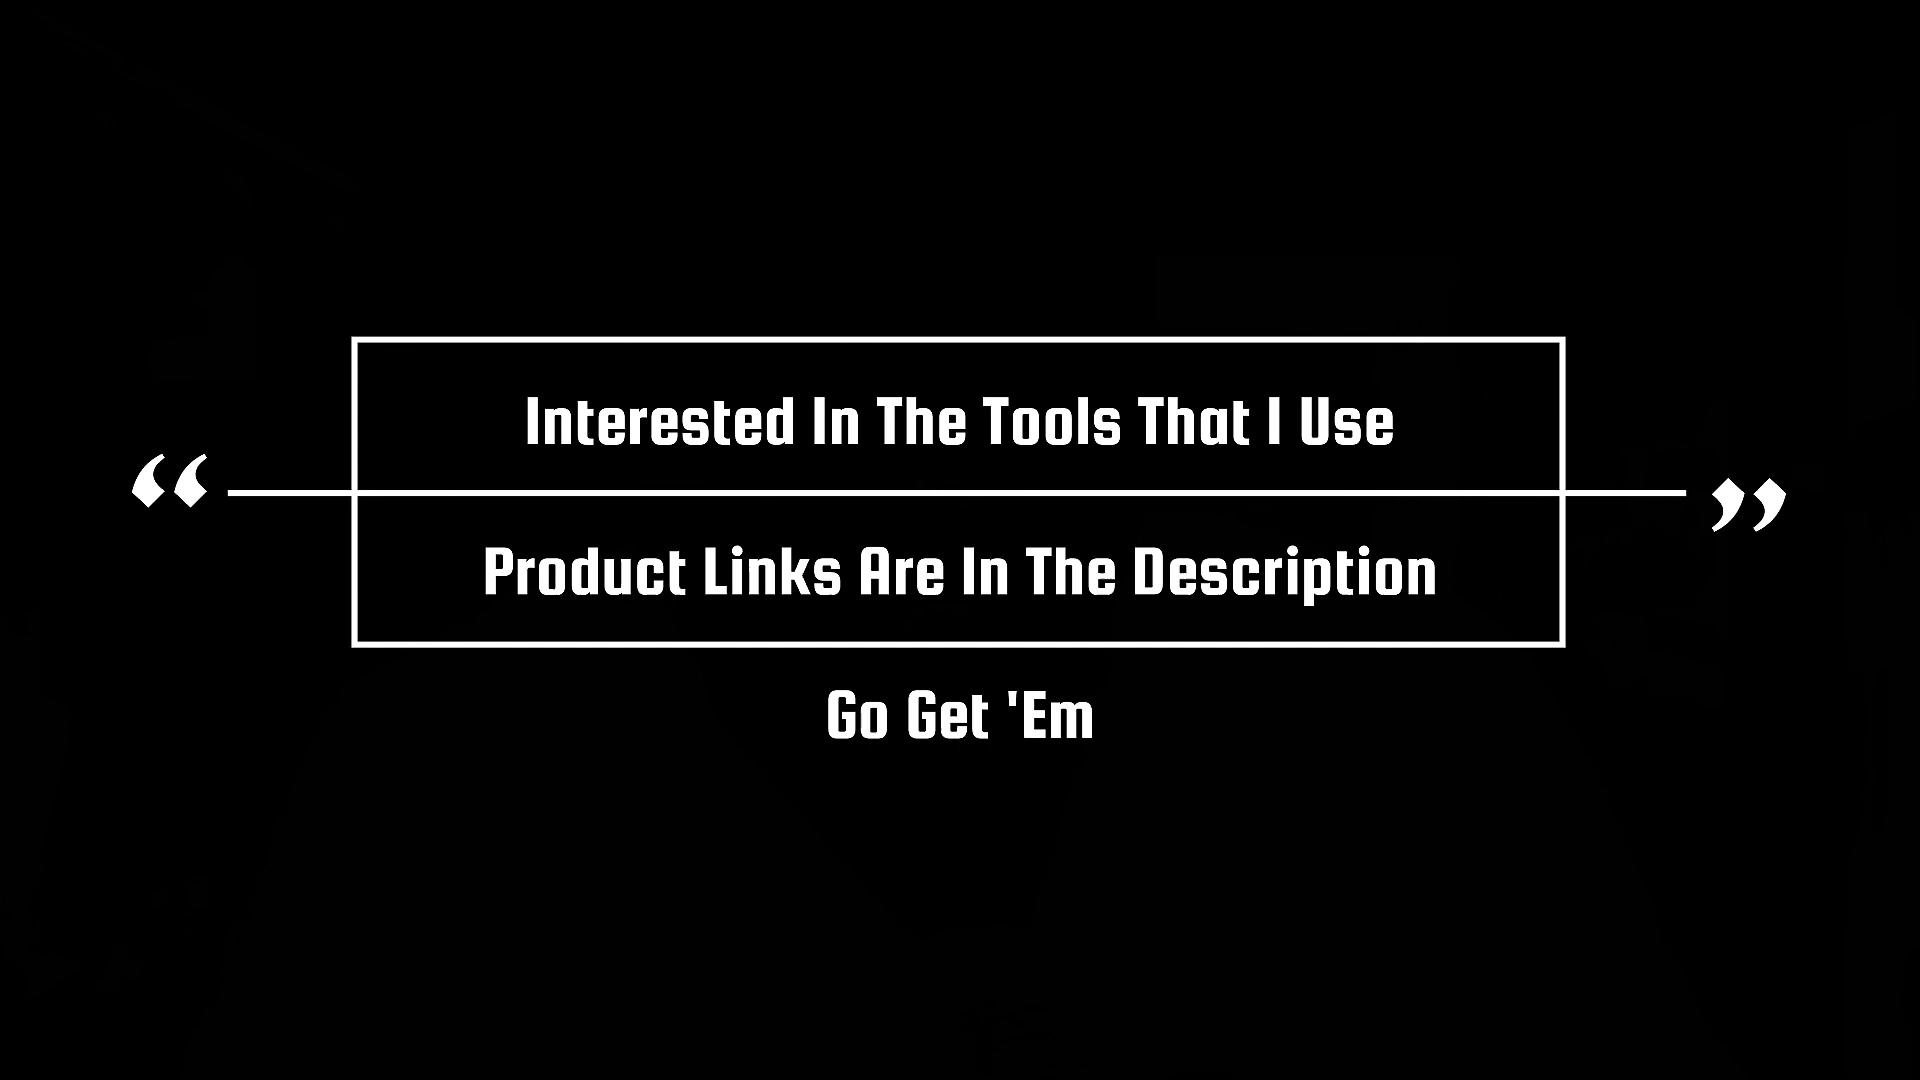 Interested In The Tools That I Use
“ ”
Product Links Are In The Description
Go Get 'Em